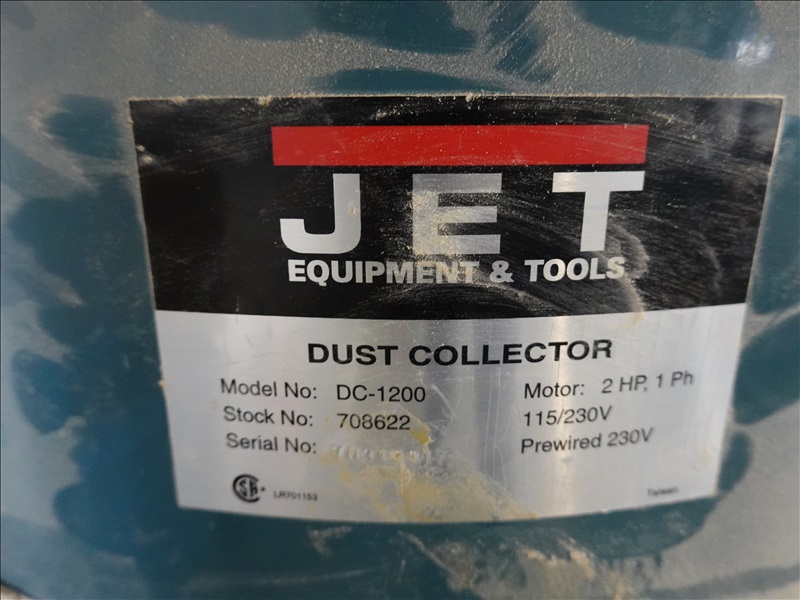 JET
EQUIPMENT & TOOLS
DUST COLLECTOR
Model No: DC-1200
Stock No: 708622
Serial No:
Motor: 2 HP, 1 Ph
115/230V
Prewired 230V
LR701153
Taiwan